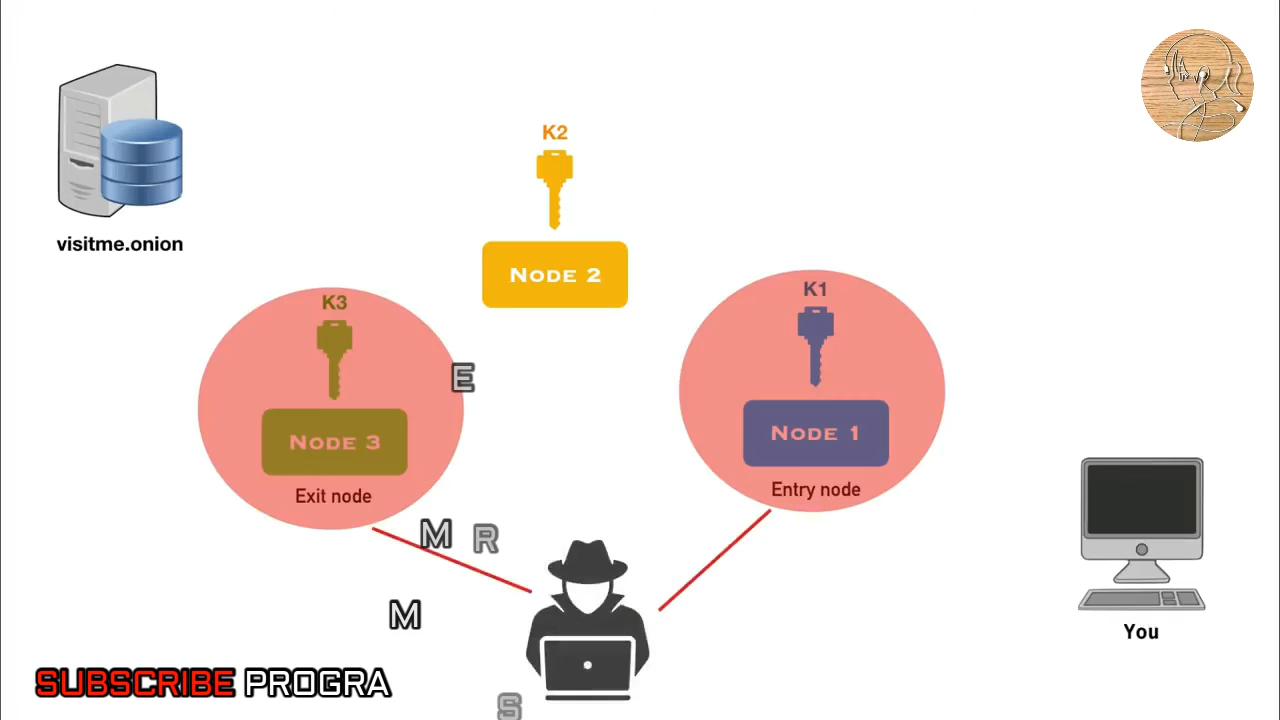 visitme.onion
K2
NODE 2
K3
NODE 3
Exit node
K1
NODE 1
Entry node
You
E
M R
M
S
SUBSCRIBE PROGRA